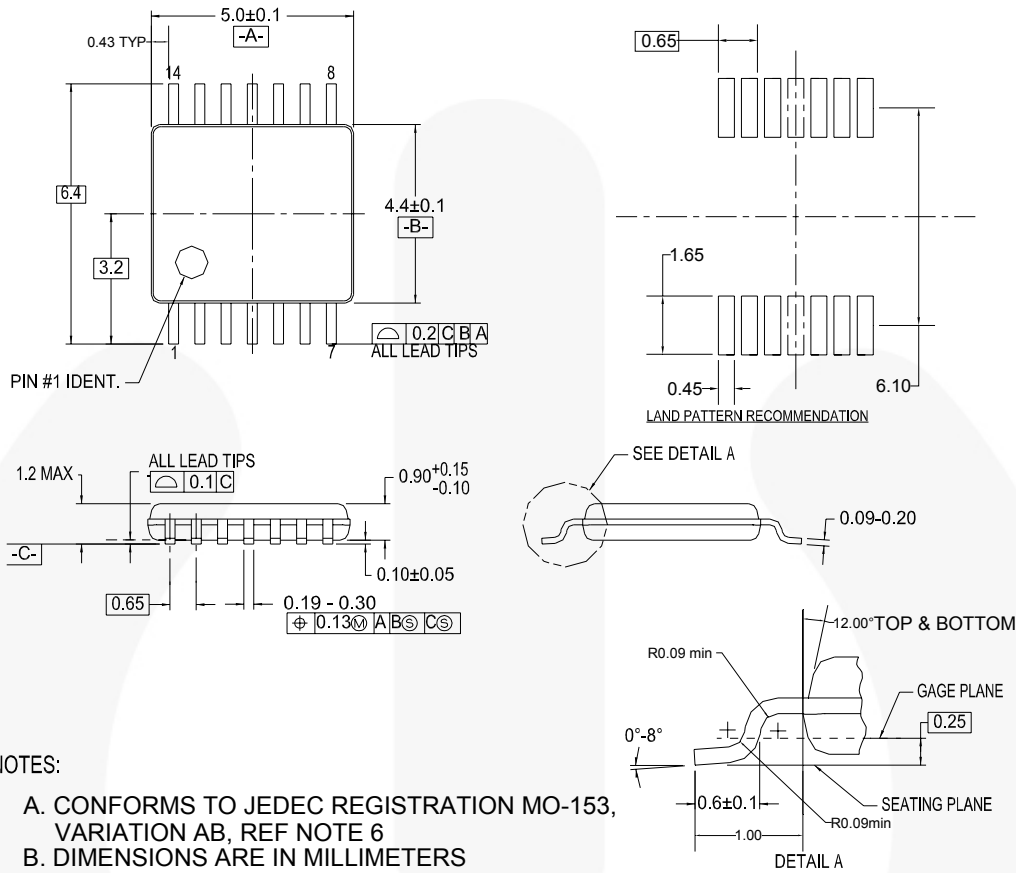 5.0±0.1
-A-
0.43 TYP
14
8
6.4
3.2
4.4±0.1
-B-
1
7
⌓ 0.2 C B A
ALL LEAD TIPS
PIN #1 IDENT.
0.65
1.65
0.45
6.10
LAND PATTERN RECOMMENDATION
1.2 MAX
ALL LEAD TIPS
⌓ 0.1 C
0.90 +0.15
-0.10
-C-
0.10±0.05
0.65
0.19 - 0.30
⌖ 0.13Ⓜ A BⓈ CⓈ
SEE DETAIL A
0.09-0.20
12.00° TOP & BOTTOM
R0.09 min
GAGE PLANE
0.25
0°-8°
SEATING PLANE
0.6±0.1
R0.09min
1.00
DETAIL A
NOTES:
A. CONFORMS TO JEDEC REGISTRATION MO-153,
VARIATION AB, REF NOTE 6
B. DIMENSIONS ARE IN MILLIMETERS